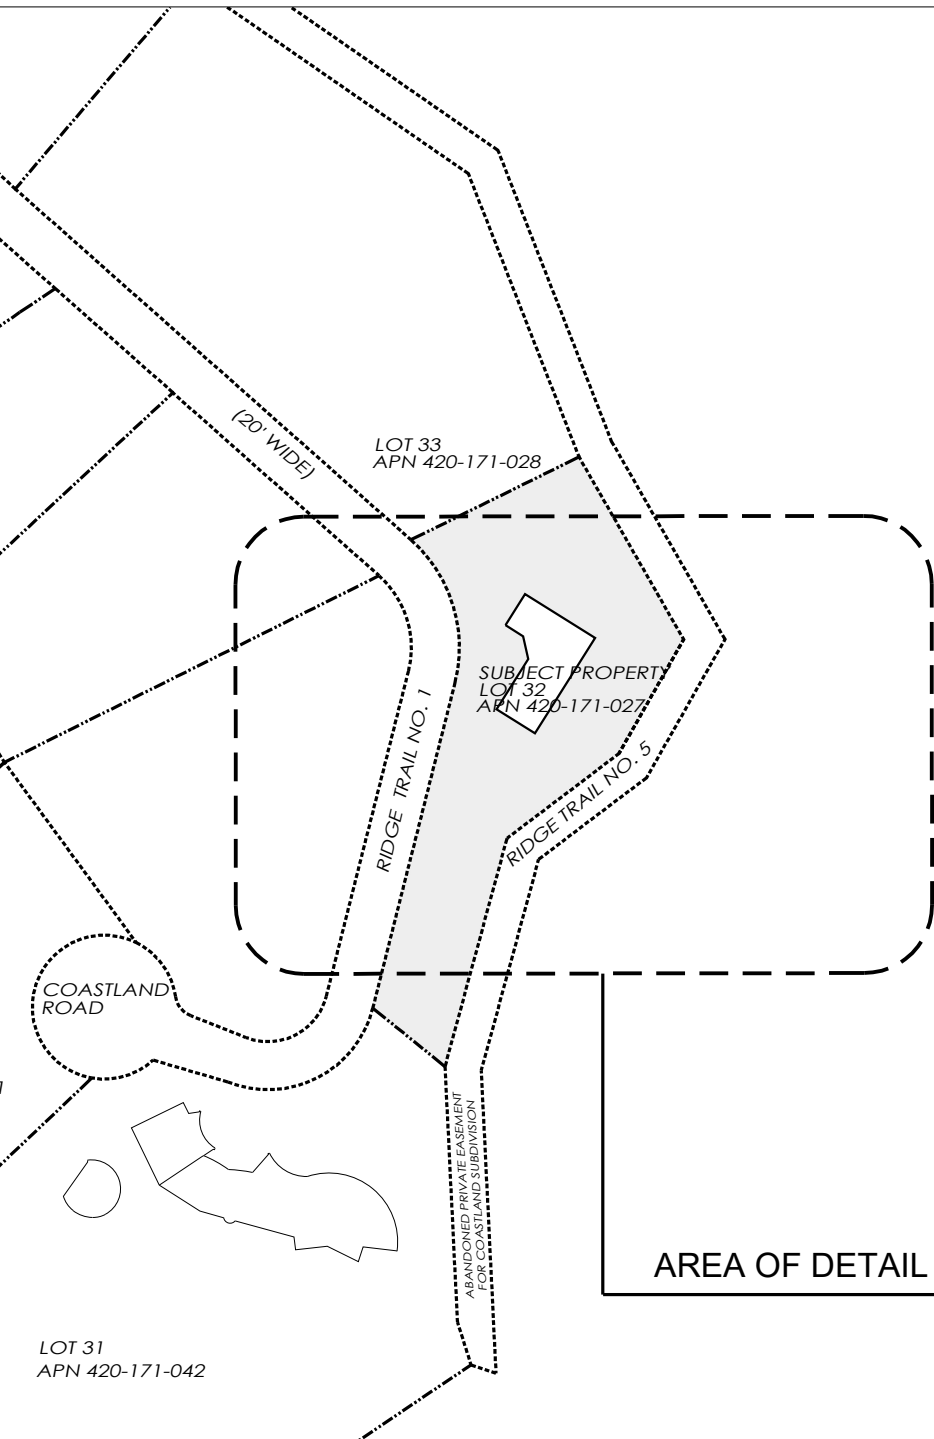 (20' WIDE)
LOT 33
APN 420-171-028
SUBJECT PROPERTY
LOT 32
APN 420-171-027
RIDGE TRAIL NO. 1
RIDGE TRAIL NO. 5
COASTLAND
ROAD
ABANDONED PRIVATE EASEMENT
FOR COASTLAND SUBDIVISION
AREA OF DETAIL
LOT 31
APN 420-171-042